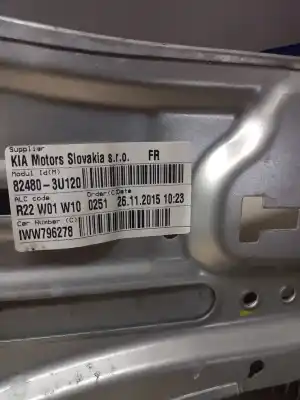 Supplier
KIA Motors Slovakia s.r.o. FR
Modul Id(M)
82480-3U120
ALC code Order(C)Date
R22 W01 W10 0251 26.11.2015 10:23
Car Number (C)
IWW796278